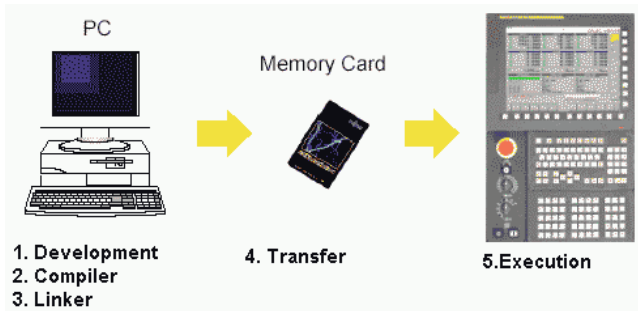 PC
Memory Card
1. Development
2. Compiler
3. Linker
4. Transfer
5.Execution